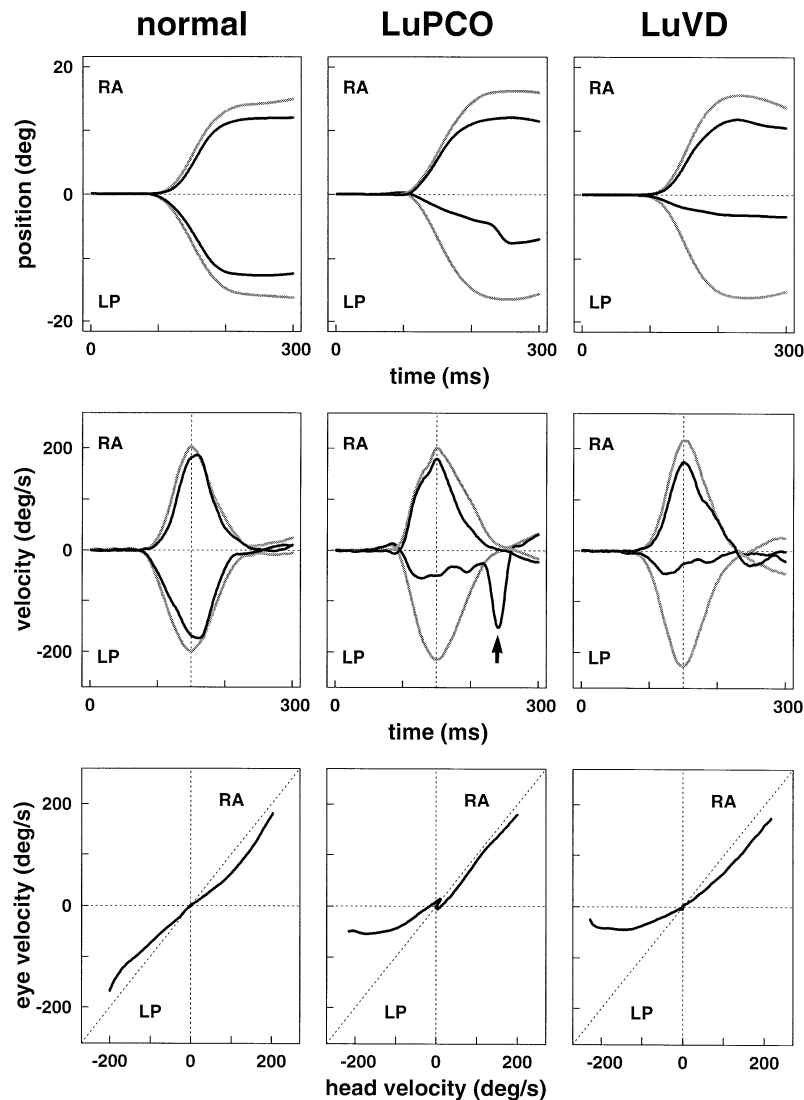 normal LuPCO LuVD
20 RA RA RA
position (deg)
0
LP LP LP
-20
0 300 0 300 0 300
time (ms)
200 RA RA RA
velocity (deg/s)
0
-200 LP LP LP
0 300 0 300 0 300
time (ms)
200 RA RA RA
eye velocity (deg/s)
0
-200 LP LP LP
-200 0 200 -200 0 200 -200 0 200
head velocity (deg/s)